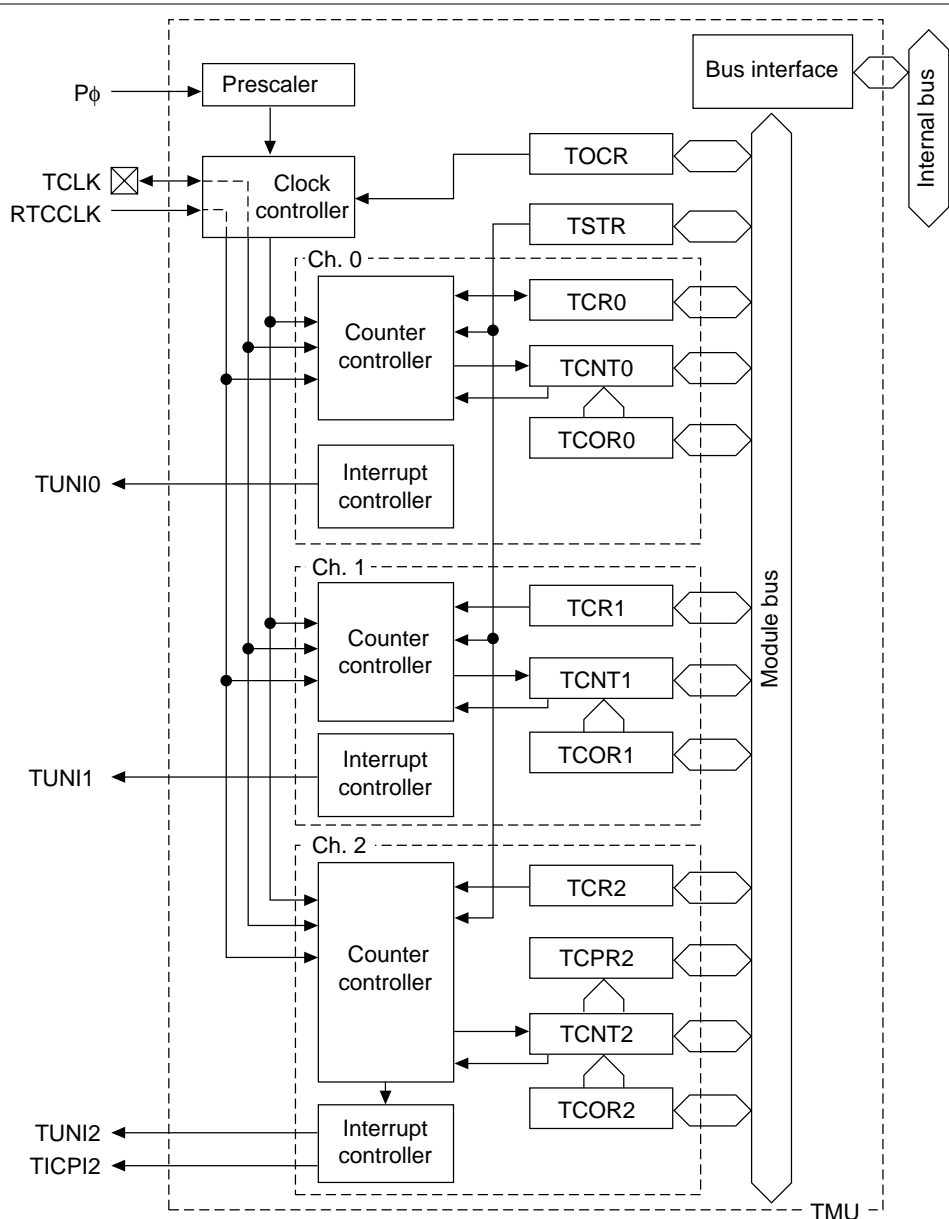 Bus interface
Internal bus
Prescaler
Pϕ
TOCR
TCLK
Clock
controller
RTCCLK
TSTR
Ch. 0
TCR0
Counter
controller
TCNT0
TCOR0
Interrupt
controller
TUNI0
Ch. 1
TCR1
Counter
controller
TCNT1
Module bus
TCOR1
Interrupt
controller
TUNI1
Ch. 2
TCR2
TCPR2
Counter
controller
TCNT2
TCOR2
Interrupt
controller
TUNI2
TICPI2
TMU